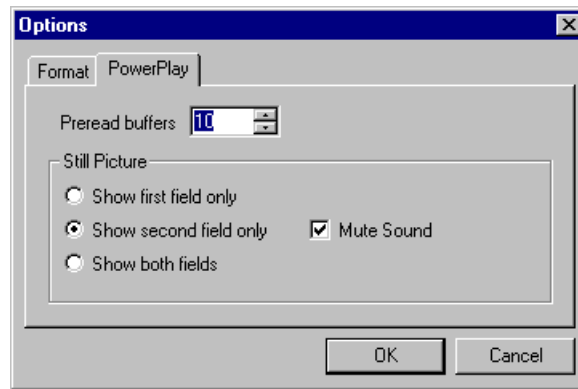 Options
Format PowerPlay
Preread buffers 10
Still Picture
Show first field only
Show second field only Mute Sound
Show both fields
OK Cancel